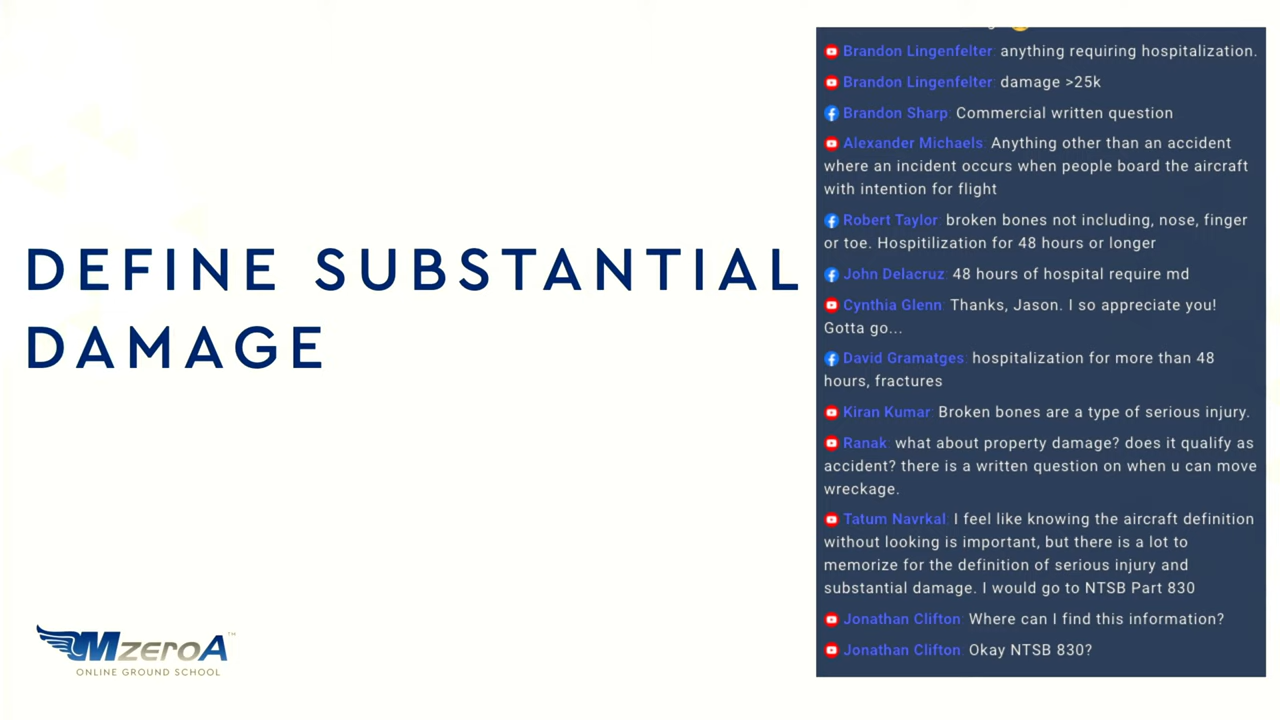 DEFINE SUBSTANTIAL
DAMAGE
MzeroA™
ONLINE GROUND SCHOOL
Brandon Lingenfelter: anything requiring hospitalization.
Brandon Lingenfelter: damage >25k
Brandon Sharp: Commercial written question
Alexander Michaels: Anything other than an accident
where an incident occurs when people board the aircraft
with intention for flight
Robert Taylor: broken bones not including, nose, finger
or toe. Hospitilization for 48 hours or longer
John Delacruz: 48 hours of hospital require md
Cynthia Glenn: Thanks, Jason. I so appreciate you!
Gotta go...
David Gramatges: hospitalization for more than 48
hours, fractures
Kiran Kumar: Broken bones are a type of serious injury.
Ranak: what about property damage? does it qualify as
accident? there is a written question on when u can move
wreckage.
Tatum Navrkal: I feel like knowing the aircraft definition
without looking is important, but there is a lot to
memorize for the definition of serious injury and
substantial damage. I would go to NTSB Part 830
Jonathan Clifton: Where can I find this information?
Jonathan Clifton: Okay NTSB 830?